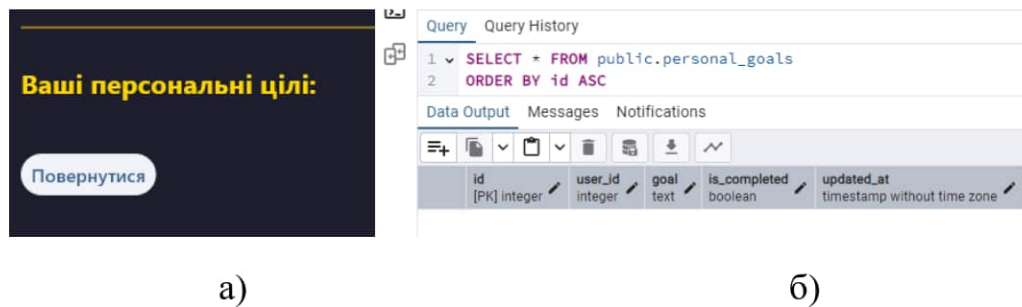 Ваші персональні цілі:
Повернутися
Query Query History
1 SELECT * FROM public.personal_goals
2 ORDER BY id ASC
Data Output Messages Notifications
id user_id goal is_completed updated_at
[PK] integer integer text boolean timestamp without time zone
а) б)